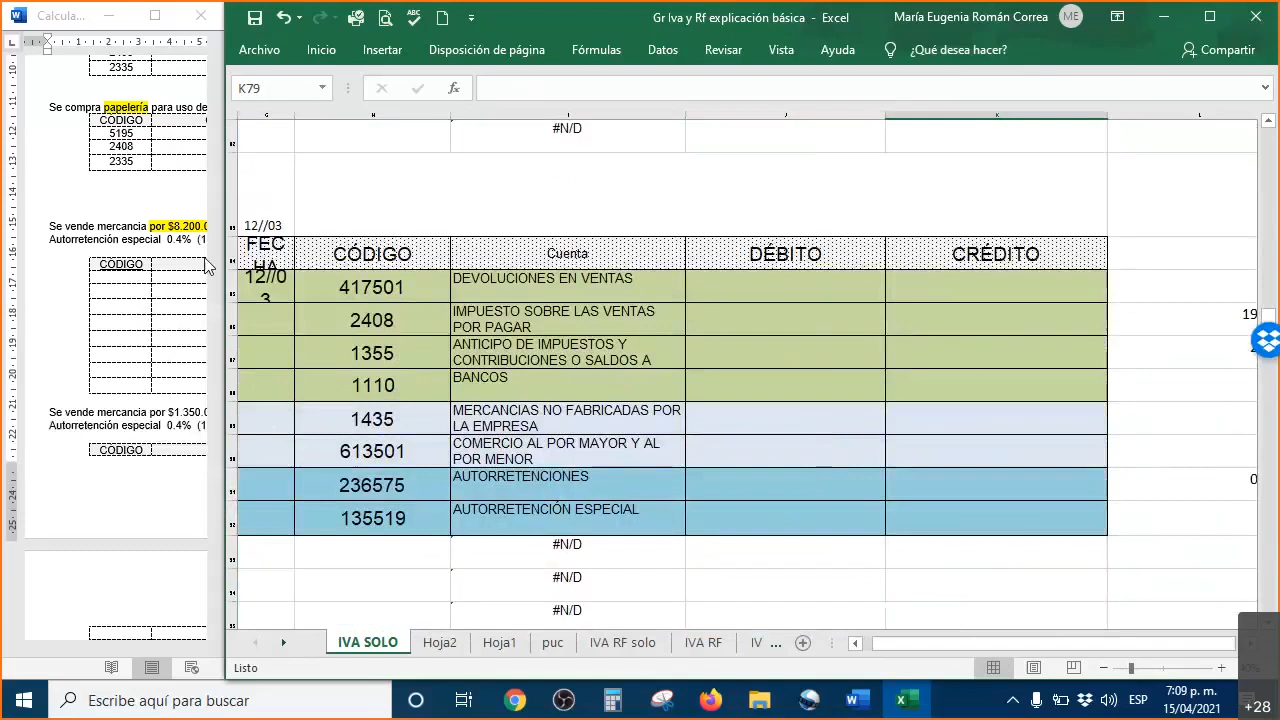 Calcula...
2335
Se compra papelería para uso de
CODIGO
5195
2408
2335
Se vende mercancia por $8.200.0
Autorretención especial 0.4% (1
CODIGO
Se vende mercancia por $1.350.0
Autorretención especial 0.4% (1
CODIGO
Gr Iva y Rf explicación básica - Excel
María Eugenia Román Correa
ME
Archivo Inicio Insertar Disposición de página Fórmulas Datos Revisar Vista Ayuda ¿Qué desea hacer? Compartir
K79
fx
#N/D
12//03
FECHA CÓDIGO Cuenta DÉBITO CRÉDITO
12//03 417501 DEVOLUCIONES EN VENTAS
2408 IMPUESTO SOBRE LAS VENTAS POR PAGAR
19
1355 ANTICIPO DE IMPUESTOS Y CONTRIBUCIONES O SALDOS A
1110 BANCOS
1435 MERCANCIAS NO FABRICADAS POR LA EMPRESA
613501 COMERCIO AL POR MAYOR Y AL POR MENOR
236575 AUTORRETENCIONES
0
135519 AUTORRETENCIÓN ESPECIAL
#N/D
#N/D
#N/D
IVA SOLO Hoja2 Hoja1 puc IVA RF solo IVA RF IV ...
Listo
Escribe aquí para buscar
ESP
7:09 p. m.
15/04/2021
+28